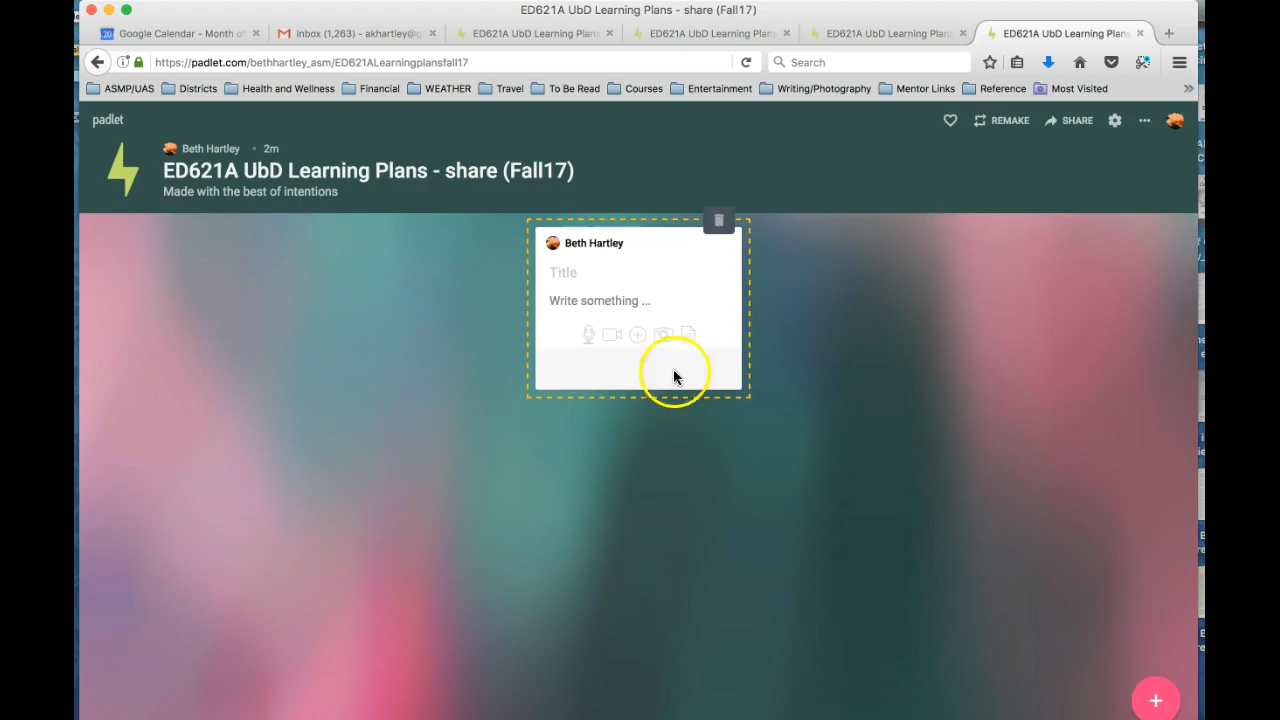 ED621A UbD Learning Plans - share (Fall17)
20 Google Calendar - Month of
Inbox (1,263) - akhartley@g
ED621A UbD Learning Plans
ED621A UbD Learning Plans
ED621A UbD Learning Plans
ED621A UbD Learning Plans
https://padlet.com/bethhartley_asm/ED621ALearningplansfall17
Search
ASMP/UAS
Districts
Health and Wellness
Financial
WEATHER
Travel
To Be Read
Courses
Entertainment
Writing/Photography
Mentor Links
Reference
Most Visited
padlet
REMAKE
SHARE
Beth Hartley • 2m
ED621A UbD Learning Plans - share (Fall17)
Made with the best of intentions
Beth Hartley
Title
Write something ...